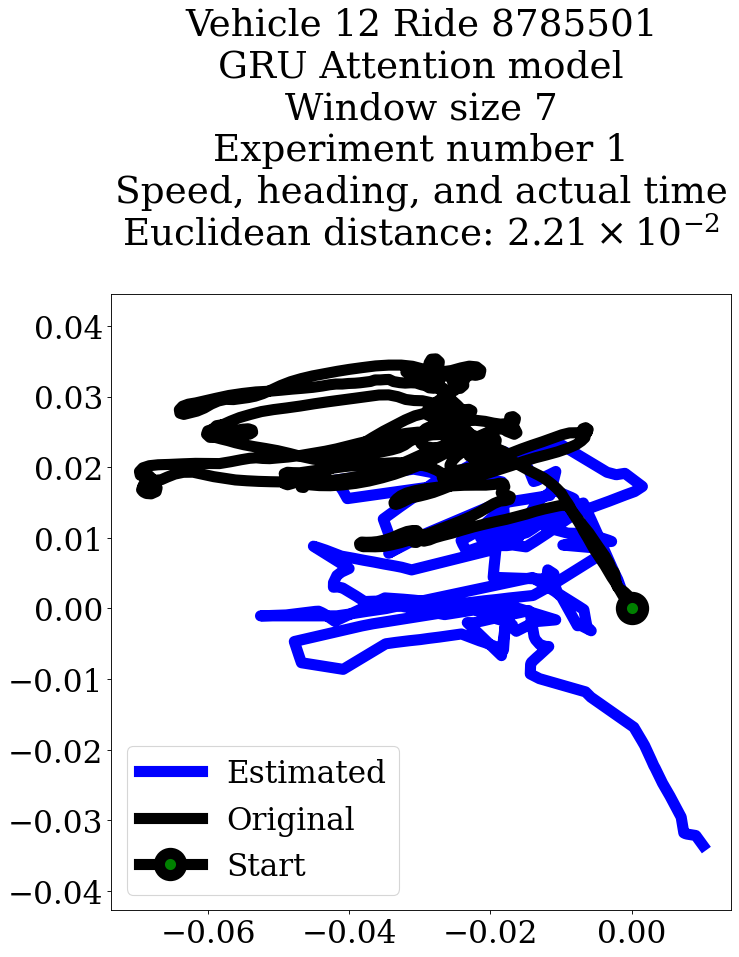 Vehicle 12 Ride 8785501
GRU Attention model
Window size 7
Experiment number 1
Speed, heading, and actual time
Euclidean distance: 2.21 × 10⁻²
0.04
0.03
0.02
0.01
0.00
−0.01
−0.02
−0.03
−0.04
Estimated
Original
Start
−0.06
−0.04
−0.02
0.00